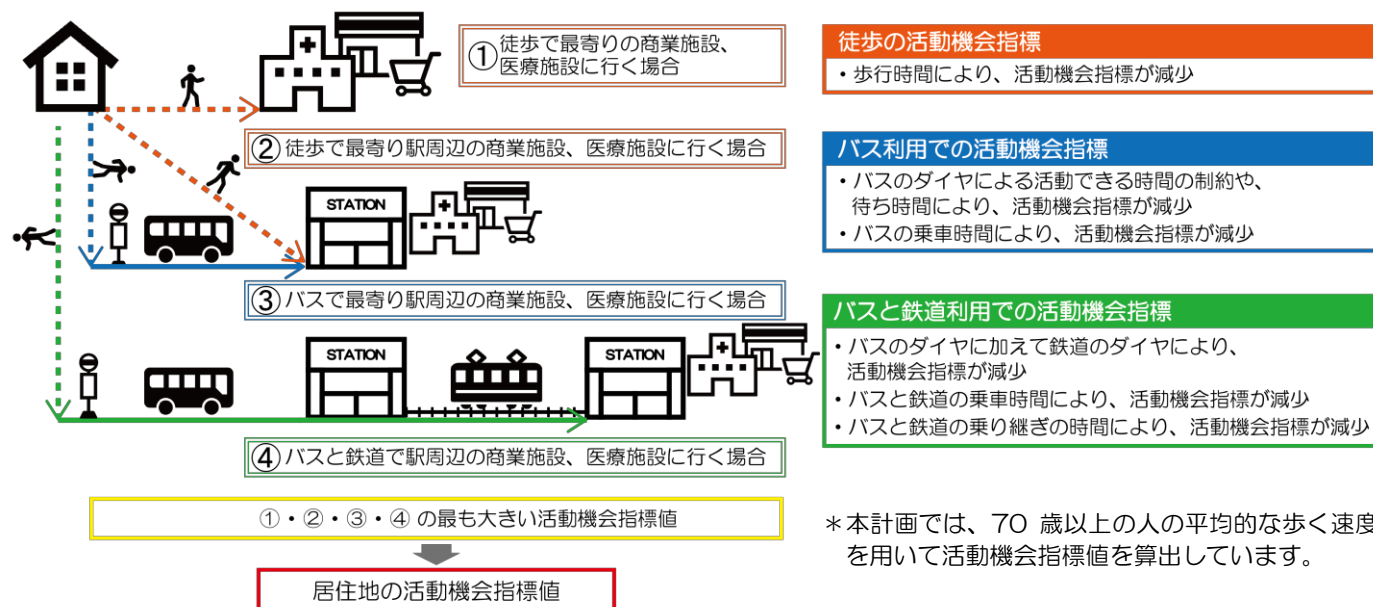 ①徒歩で最寄りの商業施設、
医療施設に行く場合
②徒歩で最寄り駅周辺の商業施設、医療施設に行く場合
STATION
③バスで最寄り駅周辺の商業施設、医療施設に行く場合
STATION
STATION
④バスと鉄道で駅周辺の商業施設、医療施設に行く場合
①・②・③・④ の最も大きい活動機会指標値
居住地の活動機会指標値
徒歩の活動機会指標
・歩行時間により、活動機会指標が減少
バス利用での活動機会指標
・バスのダイヤによる活動できる時間の制約や、
待ち時間により、活動機会指標が減少
・バスの乗車時間により、活動機会指標が減少
バスと鉄道利用での活動機会指標
・バスのダイヤに加えて鉄道のダイヤにより、
活動機会指標が減少
・バスと鉄道の乗車時間により、活動機会指標が減少
・バスと鉄道の乗り継ぎの時間により、活動機会指標が減少
＊本計画では、70 歳以上の人の平均的な歩く速度
を用いて活動機会指標値を算出しています。